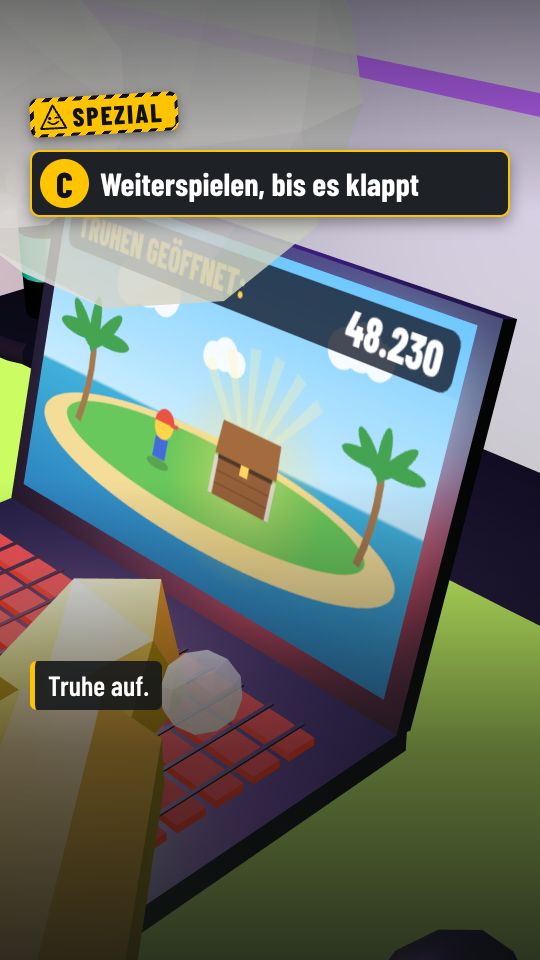 SPEZIAL
C Weiterspielen, bis es klappt
TRUHEN GEÖFFNET:
48.230
Truhe auf.